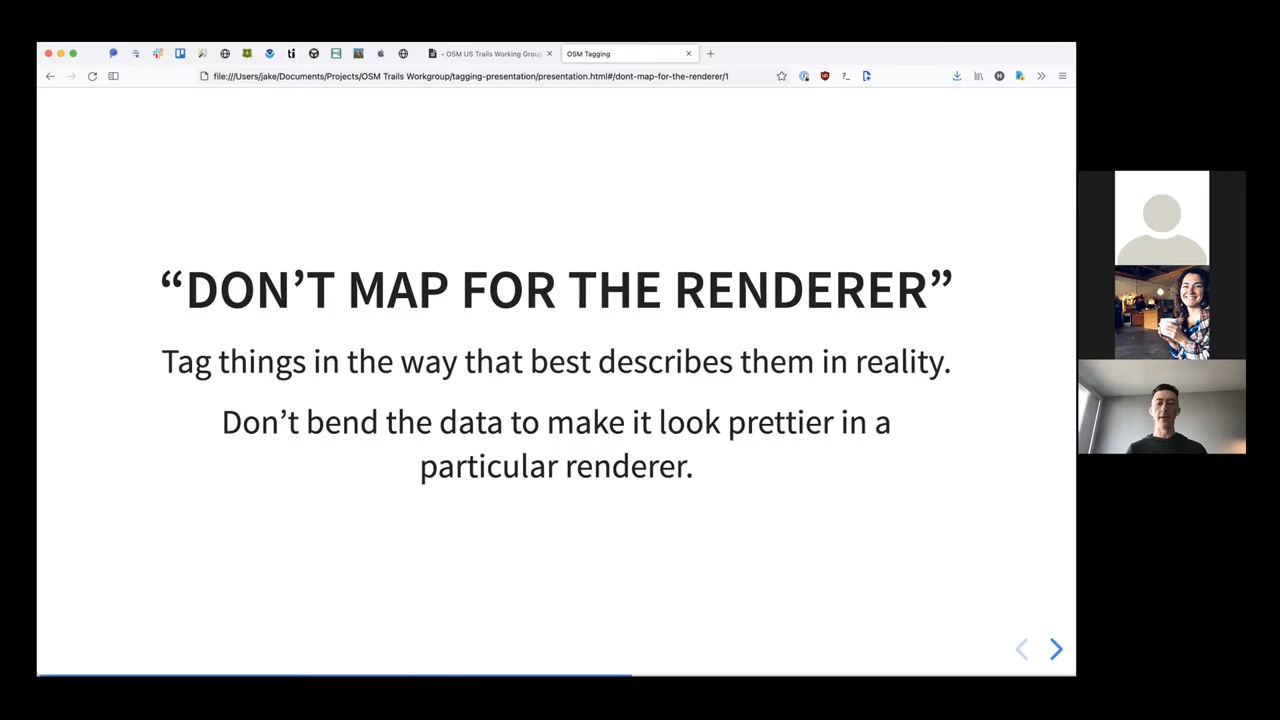 OSM US Trails Working Group
OSM Tagging
file:///Users/jake/Documents/Projects/OSM Trails Workgroup/tagging-presentation/presentation.html#/dont-map-for-the-renderer/1
“DON’T MAP FOR THE RENDERER”
Tag things in the way that best describes them in reality.
Don’t bend the data to make it look prettier in a
particular renderer.